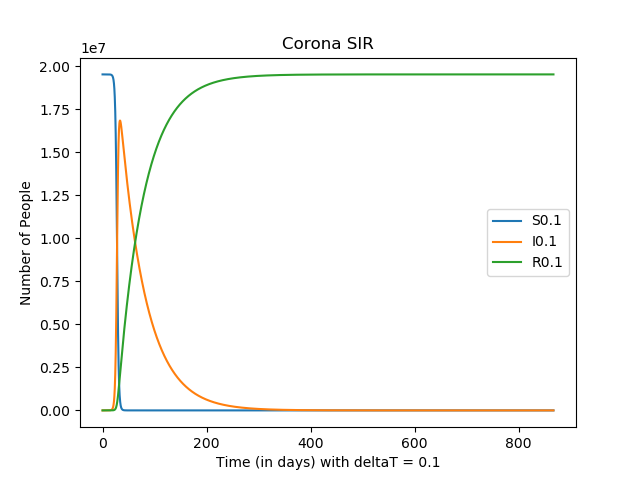 Corona SIR
1e7
2.00
1.75
1.50
1.25
1.00
0.75
0.50
0.25
0.00
Number of People
S0.1
I0.1
R0.1
0 200 400 600 800
Time (in days) with deltaT = 0.1